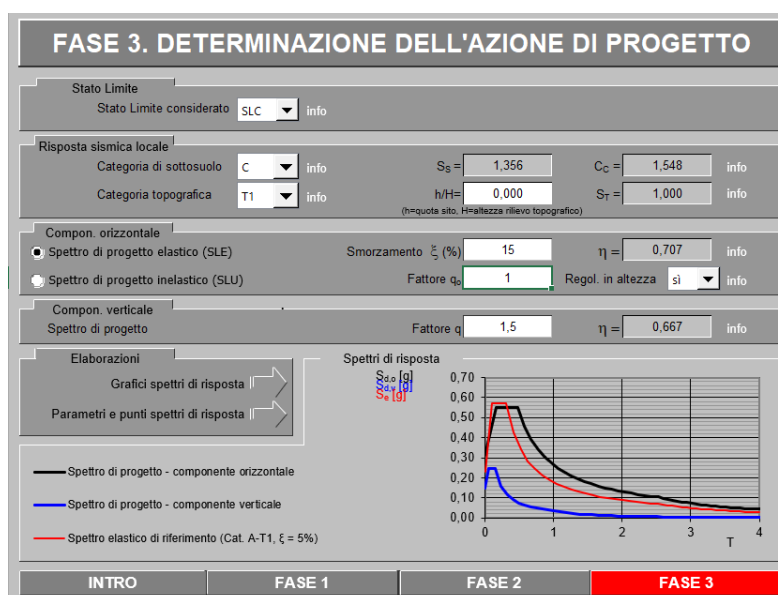 FASE 3. DETERMINAZIONE DELL'AZIONE DI PROGETTO
Stato Limite
Stato Limite considerato SLC info
Risposta sismica locale
Categoria di sottosuolo C info SS = 1,356 CC = 1,548 info
Categoria topografica T1 info h/H= 0,000 ST = 1,000 info
(h=quota sito, H=altezza rilievo topografico)
Compon. orizzontale
Spettro di progetto elastico (SLE) Smorzamento ξ (%) 15 η = 0,707 info
Spettro di progetto inelastico (SLU) Fattore qo 1 Regol. in altezza sì info
Compon. verticale
Spettro di progetto Fattore q 1,5 η = 0,667 info
Elaborazioni
Grafici spettri di risposta
Parametri e punti spettri di risposta
Spettri di risposta
Sd,o [g]
Sd,v [g]
Se [g]
0,70
0,60
0,50
0,40
0,30
0,20
0,10
0,00
0 1 2 3 4
T
Spettro di progetto - componente orizzontale
Spettro di progetto - componente verticale
Spettro elastico di riferimento (Cat. A-T1, ξ = 5%)
INTRO FASE 1 FASE 2 FASE 3